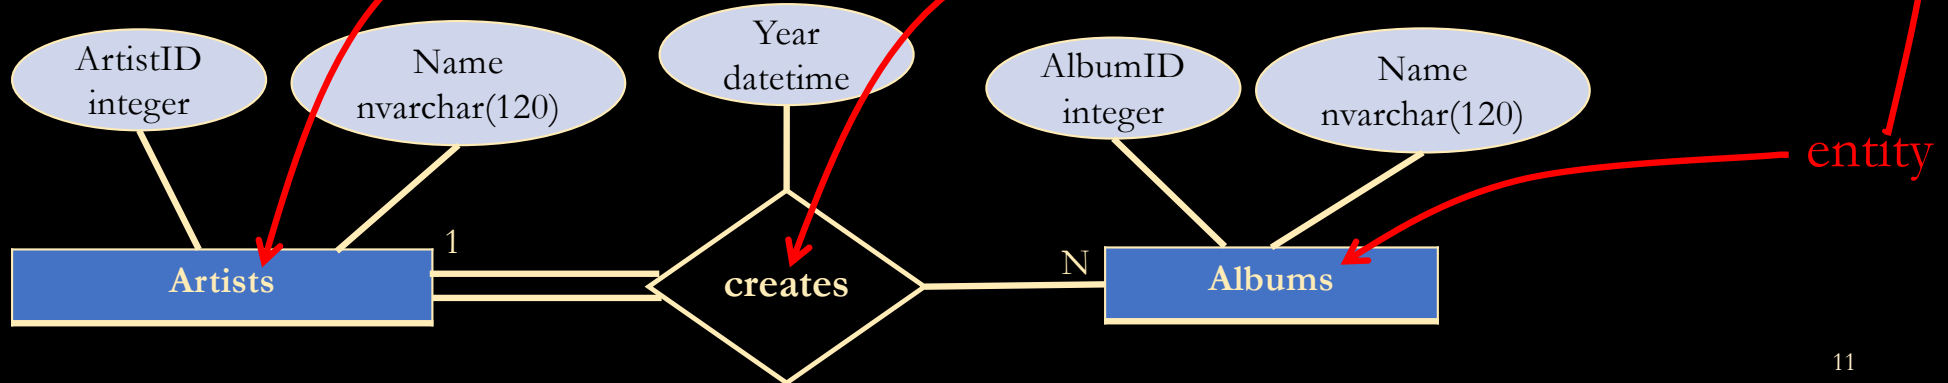 ArtistID
integer
Name
nvarchar(120)
Year
datetime
AlbumID
integer
Name
nvarchar(120)
entity
Artists
1
creates
N
Albums
11